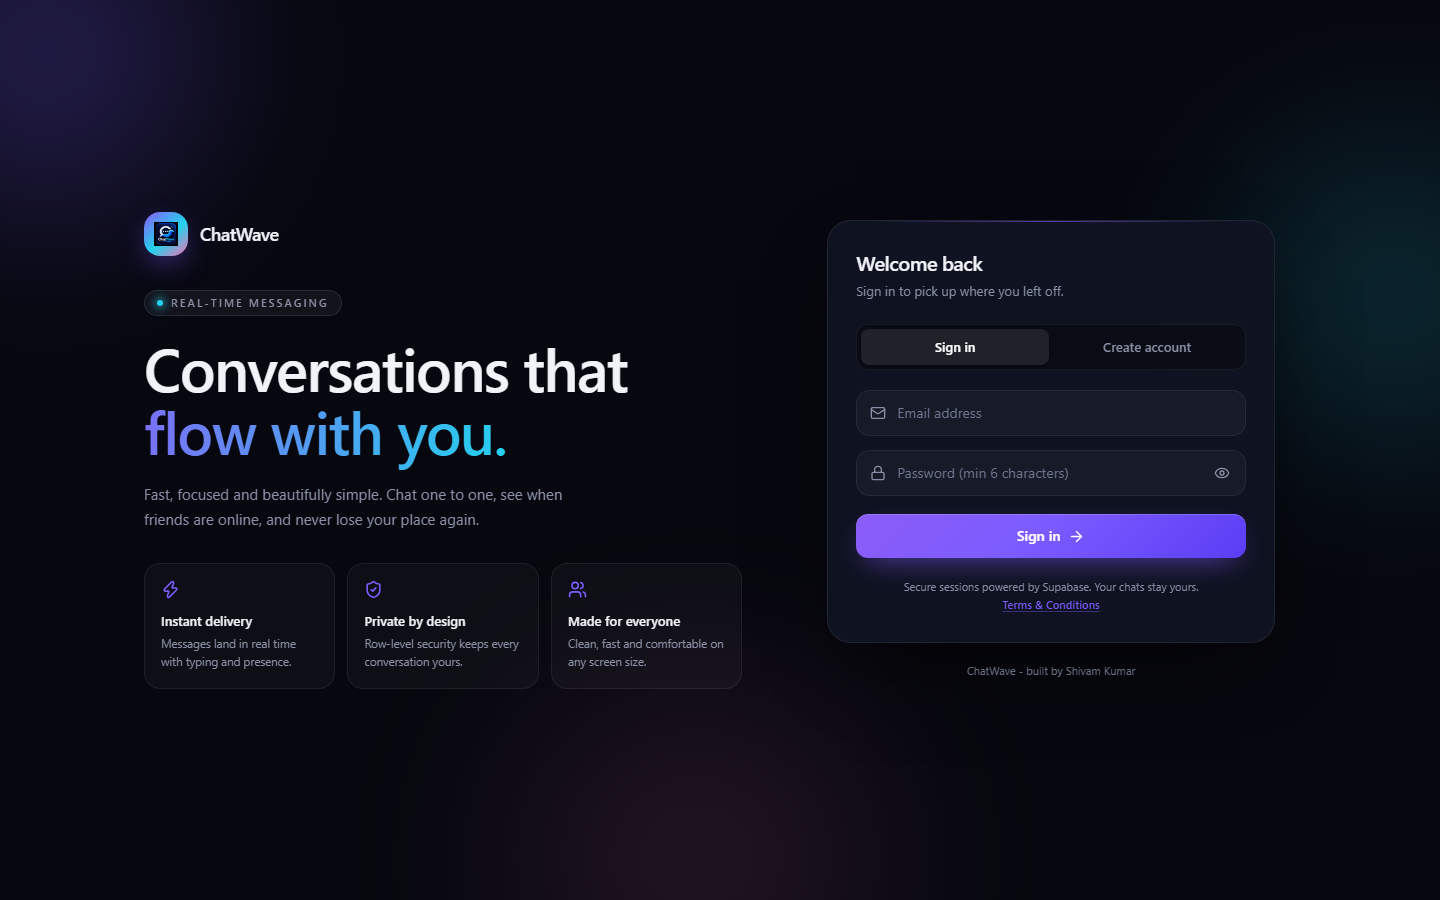 ChatWave
REAL-TIME MESSAGING
Conversations that
flow with you.
Fast, focused and beautifully simple. Chat one to one, see when
friends are online, and never lose your place again.
Instant delivery
Messages land in real time
with typing and presence.
Private by design
Row-level security keeps every
conversation yours.
Made for everyone
Clean, fast and comfortable on
any screen size.
Welcome back
Sign in to pick up where you left off.
Sign in
Create account
Email address
Password (min 6 characters)
Sign in
Secure sessions powered by Supabase. Your chats stay yours.
Terms & Conditions
ChatWave - built by Shivam Kumar